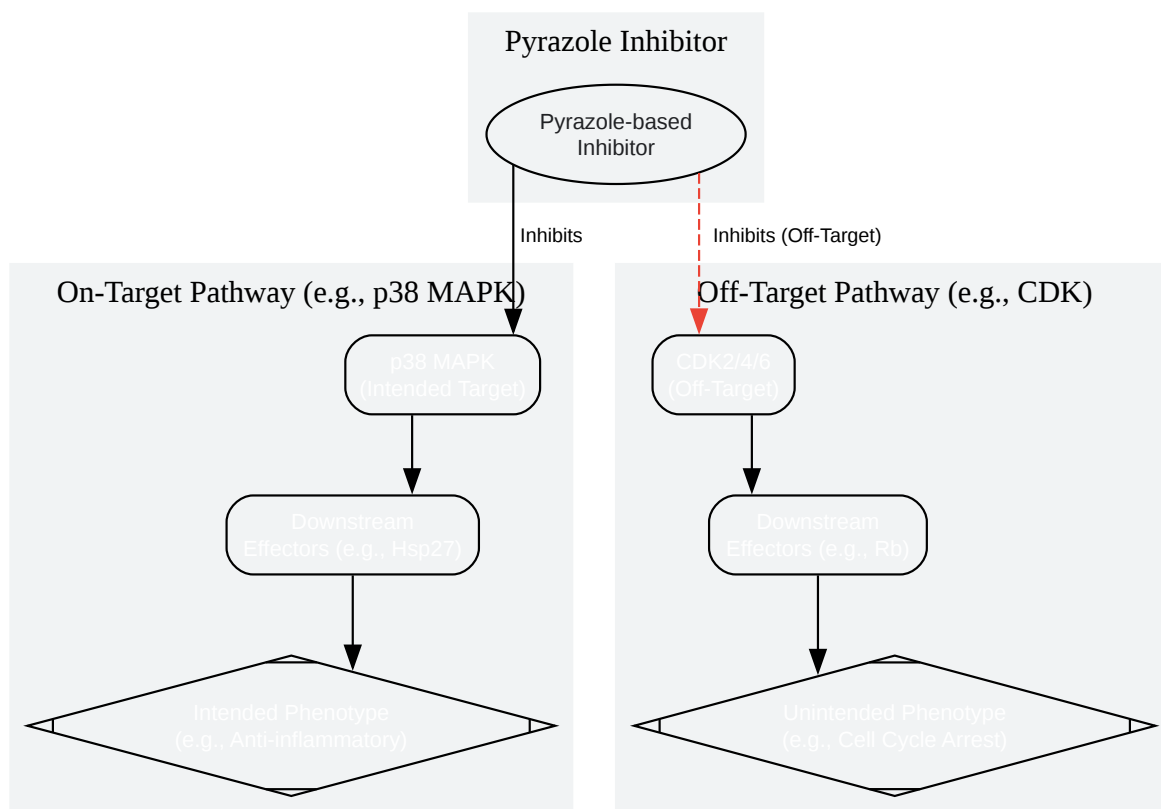 Pyrazole Inhibitor
Pyrazole-based
Inhibitor
Inhibits
Inhibits (Off-Target)
On-Target Pathway (e.g., p38 MAPK)
Off-Target Pathway (e.g., CDK)
p38 MAPK
(Intended Target)
CDK2/4/6
(Off-Target)
Downstream
Effectors (e.g., Hsp27)
Downstream
Effectors (e.g., Rb)
Intended Phenotype
(e.g., Anti-inflammatory)
Unintended Phenotype
(e.g., Cell Cycle Arrest)